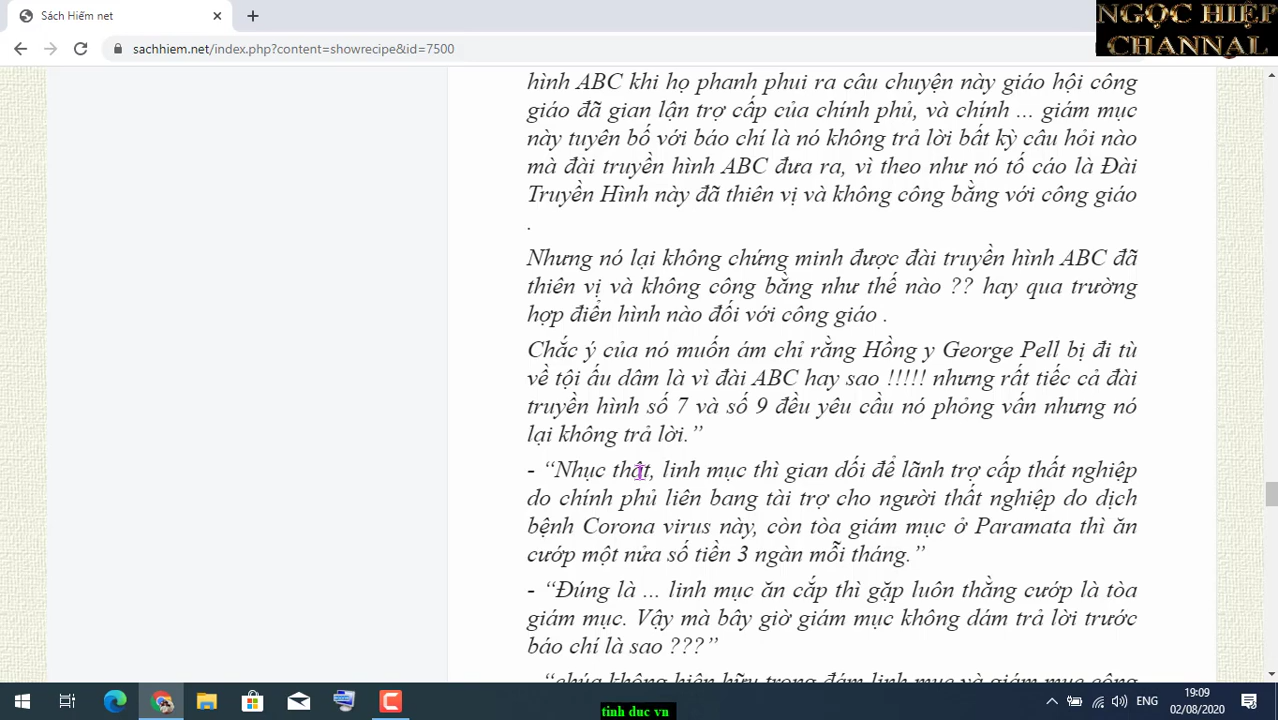 Sách Hiếm net
NGỌC HIỆP
CHANNAL
sachhiem.net/index.php?content=showrecipe&id=7500
hình ABC khi họ phanh phui ra câu chuyện này giáo hội công
giáo đã gian lận trợ cấp của chính phủ, và chính ... giám mục
này tuyên bố với báo chí là nó không trả lời bất kỳ câu hỏi nào
mà đài truyền hình ABC đưa ra, vì theo như nó tố cáo là Đài
Truyền Hình này đã thiên vị và không công bằng với công giáo
.
Nhưng nó lại không chứng minh được đài truyền hình ABC đã
thiên vị và không công bằng như thế nào ?? hay qua trường
hợp điển hình nào đối với công giáo .
Chắc ý của nó muốn ám chỉ rằng Hồng y George Pell bị đi tù
về tội ấu dâm là vì đài ABC hay sao !!!!! nhưng rất tiếc cả đài
truyền hình số 7 và số 9 đều yêu cầu nó phỏng vấn nhưng nó
lại không trả lời.”
- “Nhục thật, linh mục thì gian dối để lãnh trợ cấp thất nghiệp
do chính phủ liên bang tài trợ cho người thất nghiệp do dịch
bệnh Corona virus này, còn tòa giám mục ở Paramata thì ăn
cướp một nửa số tiền 3 ngàn mỗi tháng.”
- “Đúng là ... linh mục ăn cắp thì gặp luôn thằng cướp là tòa
giám mục. Vậy mà bây giờ giám mục không dám trả lời trước
báo chí là sao ???”
ENG
19:09
02/08/2020
tinh duc vn